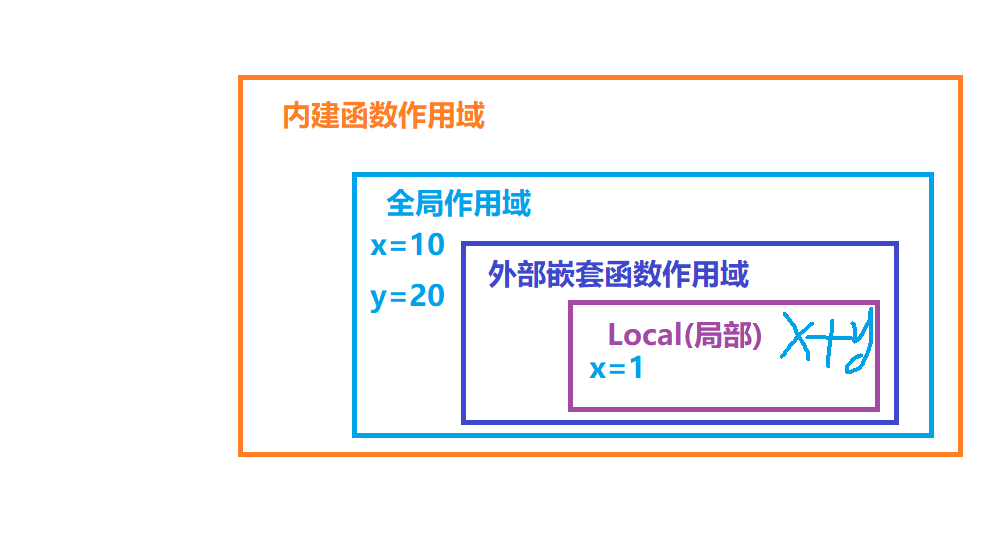 内建函数作用域
全局作用域
x=10
y=20
外部嵌套函数作用域
Local(局部)
x+y
x=1